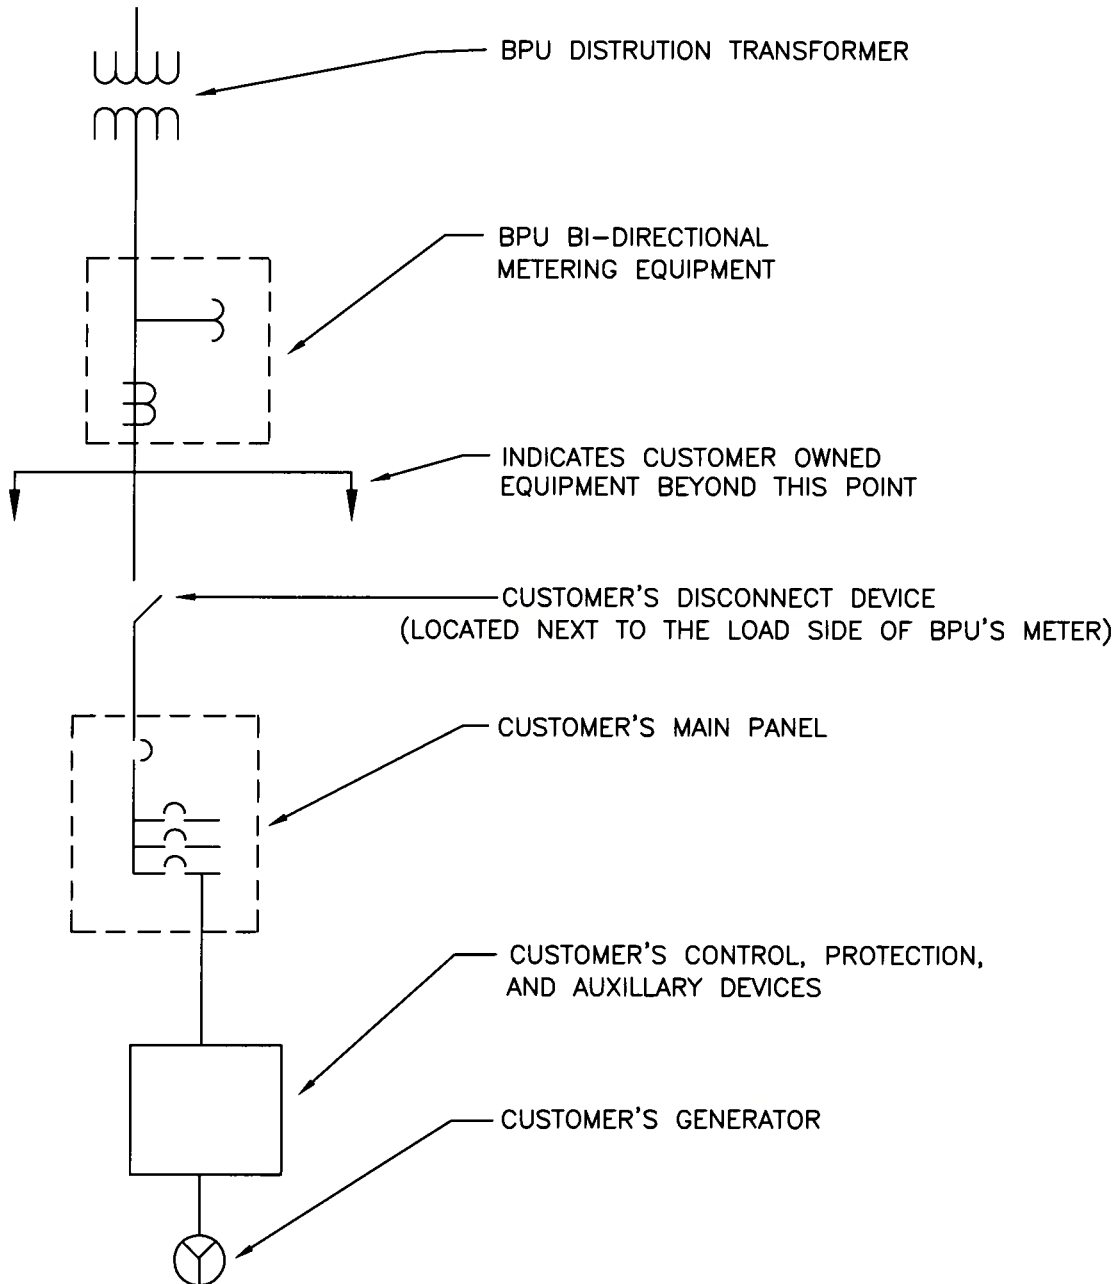 BPU DISTRUTION TRANSFORMER
BPU BI-DIRECTIONAL
METERING EQUIPMENT
INDICATES CUSTOMER OWNED
EQUIPMENT BEYOND THIS POINT
CUSTOMER'S DISCONNECT DEVICE
(LOCATED NEXT TO THE LOAD SIDE OF BPU'S METER)
CUSTOMER'S MAIN PANEL
CUSTOMER'S CONTROL, PROTECTION,
AND AUXILLARY DEVICES
CUSTOMER'S GENERATOR